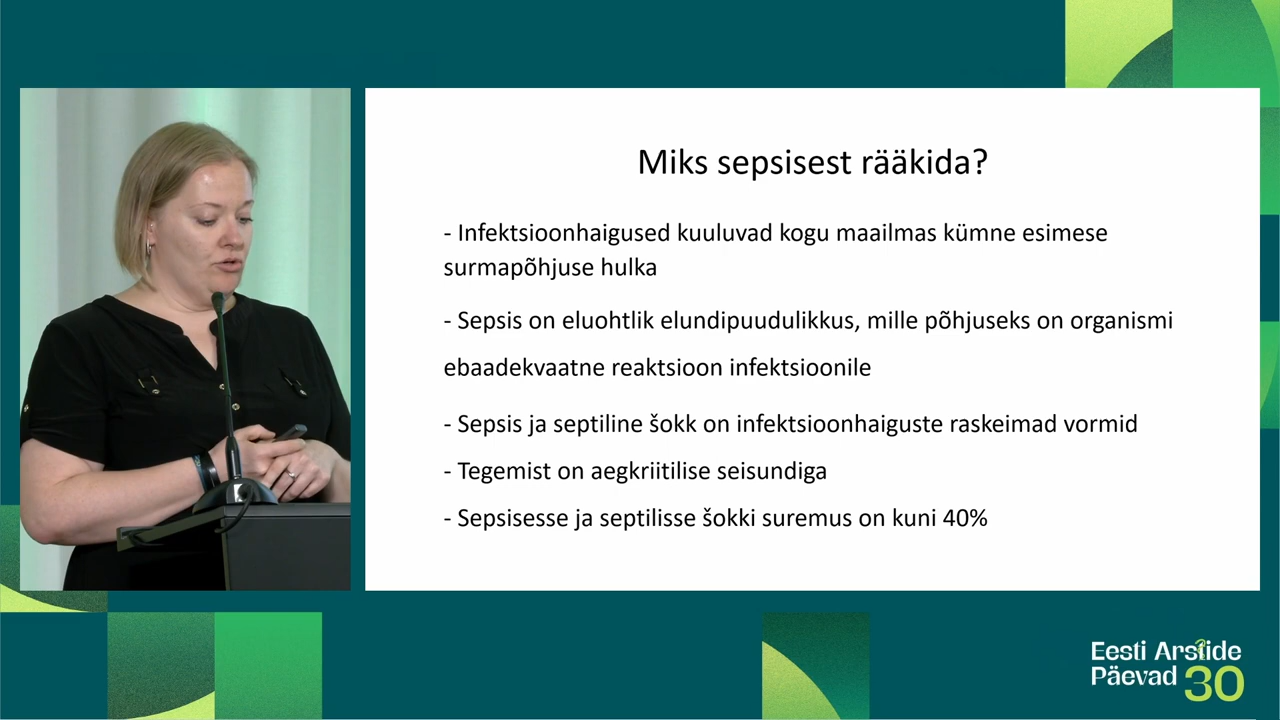 Miks sepsisest rääkida?
- Infektsioonhaigused kuuluvad kogu maailmas kümne esimese
surmapõhjuse hulka
- Sepsis on eluohtlik elundipuudulikkus, mille põhjuseks on organismi
ebaadekvaatne reaktsioon infektsioonile
- Sepsis ja septiline šokk on infektsioonhaiguste raskeimad vormid
- Tegemist on aegkriitilise seisundiga
- Sepsisesse ja septilisse šokki suremus on kuni 40%
Eesti Arstide
Päevad 30